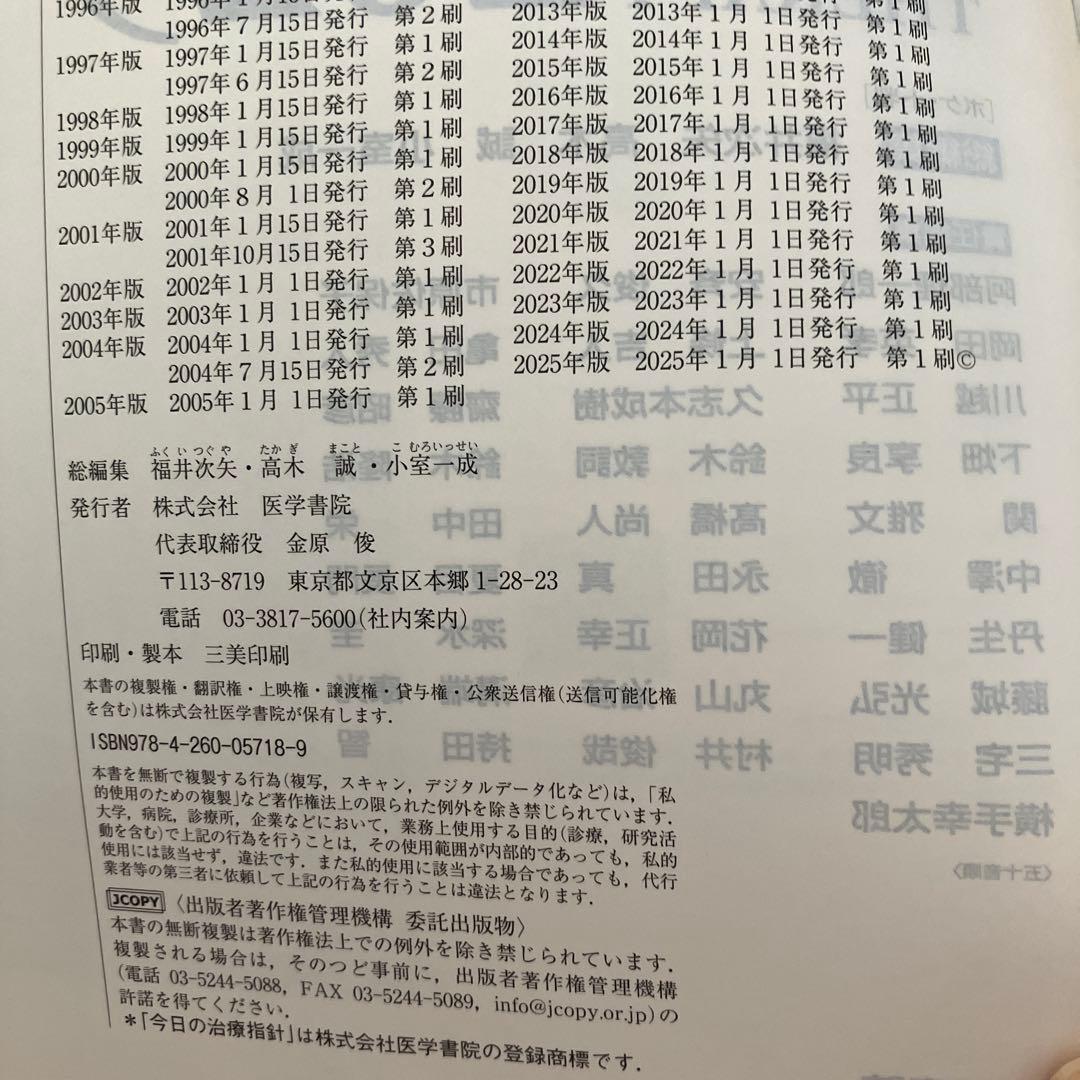 1996年版 1996年1月15日発行 第1刷
1996年7月15日発行 第2刷
1997年版 1997年1月15日発行 第1刷
1997年6月15日発行 第2刷
1998年版 1998年1月15日発行 第1刷
1999年版 1999年1月15日発行 第1刷
2000年版 2000年1月15日発行 第1刷
2000年8月1日発行 第2刷
2001年版 2001年1月15日発行 第1刷
2001年10月15日発行 第3刷
2002年版 2002年1月1日発行 第1刷
2003年版 2003年1月1日発行 第1刷
2004年版 2004年1月1日発行 第1刷
2004年7月15日発行 第2刷
2005年版 2005年1月1日発行 第1刷
2013年版 2013年1月1日発行 第1刷
2014年版 2014年1月1日発行 第1刷
2015年版 2015年1月1日発行 第1刷
2016年版 2016年1月1日発行 第1刷
2017年版 2017年1月1日発行 第1刷
2018年版 2018年1月1日発行 第1刷
2019年版 2019年1月1日発行 第1刷
2020年版 2020年1月1日発行 第1刷
2021年版 2021年1月1日発行 第1刷
2022年版 2022年1月1日発行 第1刷
2023年版 2023年1月1日発行 第1刷
2024年版 2024年1月1日発行 第1刷
2025年版 2025年1月1日発行 第1刷©
ふくいつぐや たかぎ まこと こむろいっせい
総編集 福井次矢・高木 誠・小室一成
発行者 株式会社 医学書院
代表取締役 金原 俊
〒113-8719 東京都文京区本郷1-28-23
電話 03-3817-5600(社内案内)
印刷・製本 三美印刷
本書の複製権・翻訳権・上映権・譲渡権・貸与権・公衆送信権(送信可能化権
を含む)は株式会社医学書院が保有します.
ISBN978-4-260-05718-9
本書を無断で複製する行為(複写,スキャン,デジタルデータ化など)は,「私
的使用のための複製」など著作権法上の限られた例外を除き禁じられています.
大学,病院,診療所,企業などにおいて,業務上使用する目的(診療,研究活
動を含む)で上記の行為を行うことは,その使用範囲が内部的であっても,私的
使用には該当せず,違法です.また私的使用に該当する場合であっても,代行
業者等の第三者に依頼して上記の行為を行うことは違法となります.
JCOPY〈出版者著作権管理機構 委託出版物〉
本書の無断複製は著作権法上での例外を除き禁じられています.
複製される場合は,そのつど事前に,出版者著作権管理機構
(電話 03-5244-5088, FAX 03-5244-5089, info@jcopy.or.jp)の
許諾を得てください.
*「今日の治療指針」は株式会社医学書院の登録商標です.